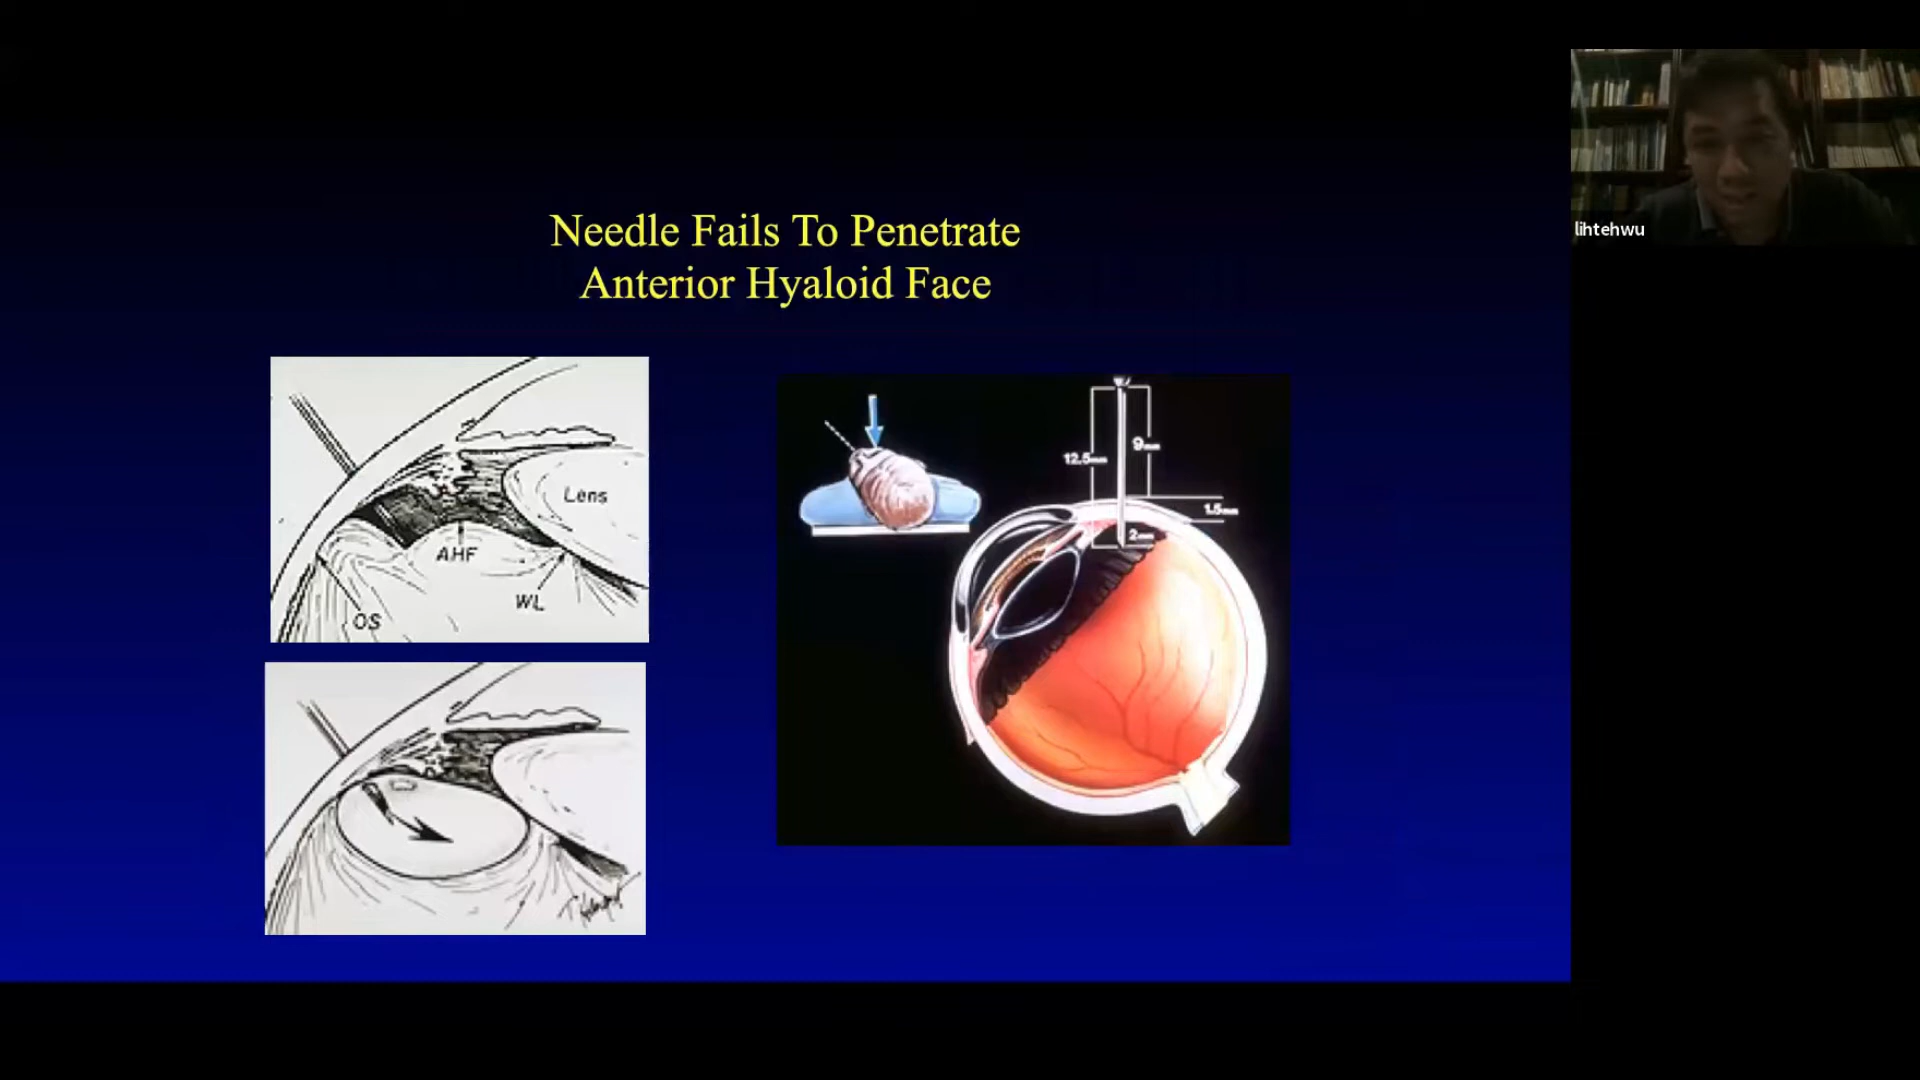 Needle Fails To Penetrate
Anterior Hyaloid Face
lihtehwu
Lens
AHF
WL
OS
12.5mm
9mm
1.5mm
2mm